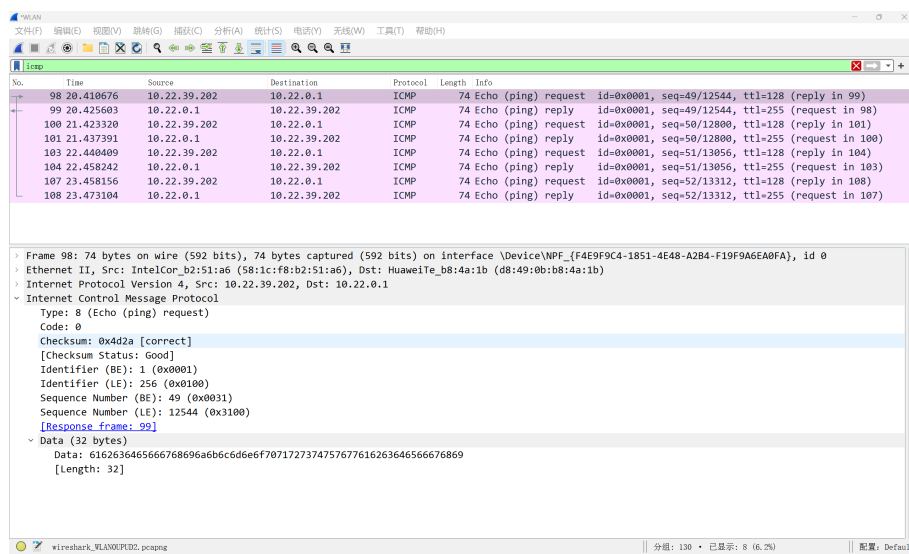 *WLAN
文件(F) 编辑(E) 视图(V) 跳转(G) 捕获(C) 分析(A) 统计(S) 电话(Y) 无线(W) 工具(T) 帮助(H)
icmp
No. Time Source Destination Protocol Length Info
98 20.410676 10.22.39.202 10.22.0.1 ICMP 74 Echo (ping) request id=0x0001, seq=49/12544, ttl=128 (reply in 99)
99 20.425603 10.22.0.1 10.22.39.202 ICMP 74 Echo (ping) reply id=0x0001, seq=49/12544, ttl=255 (request in 98)
100 21.423320 10.22.39.202 10.22.0.1 ICMP 74 Echo (ping) request id=0x0001, seq=50/12800, ttl=128 (reply in 101)
101 21.437391 10.22.0.1 10.22.39.202 ICMP 74 Echo (ping) reply id=0x0001, seq=50/12800, ttl=255 (request in 100)
103 22.440409 10.22.39.202 10.22.0.1 ICMP 74 Echo (ping) request id=0x0001, seq=51/13056, ttl=128 (reply in 104)
104 22.458242 10.22.0.1 10.22.39.202 ICMP 74 Echo (ping) reply id=0x0001, seq=51/13056, ttl=255 (request in 103)
107 23.458156 10.22.39.202 10.22.0.1 ICMP 74 Echo (ping) request id=0x0001, seq=52/13312, ttl=128 (reply in 108)
108 23.473104 10.22.0.1 10.22.39.202 ICMP 74 Echo (ping) reply id=0x0001, seq=52/13312, ttl=255 (request in 107)
Frame 98: 74 bytes on wire (592 bits), 74 bytes captured (592 bits) on interface \Device\NPF_{F4E9F9C4-1851-4E48-A2B4-F19F9A6EA0FA}, id 0
Ethernet II, Src: IntelCor_b2:51:a6 (58:1c:f8:b2:51:a6), Dst: HuaweiTe_b8:4a:1b (d8:49:0b:b8:4a:1b)
Internet Protocol Version 4, Src: 10.22.39.202, Dst: 10.22.0.1
Internet Control Message Protocol
Type: 8 (Echo (ping) request)
Code: 0
Checksum: 0x4d2a [correct]
[Checksum Status: Good]
Identifier (BE): 1 (0x0001)
Identifier (LE): 256 (0x0100)
Sequence Number (BE): 49 (0x0031)
Sequence Number (LE): 12544 (0x3100)
[Response frame: 99]
Data (32 bytes)
Data: 6162636465666768696a6b6c6d6e6f7071727374757677616263646566676869
[Length: 32]
wireshark_WLANOUPUD2.pcapng 分组: 130 · 已显示: 8 (6.2%) 配置: Defaul